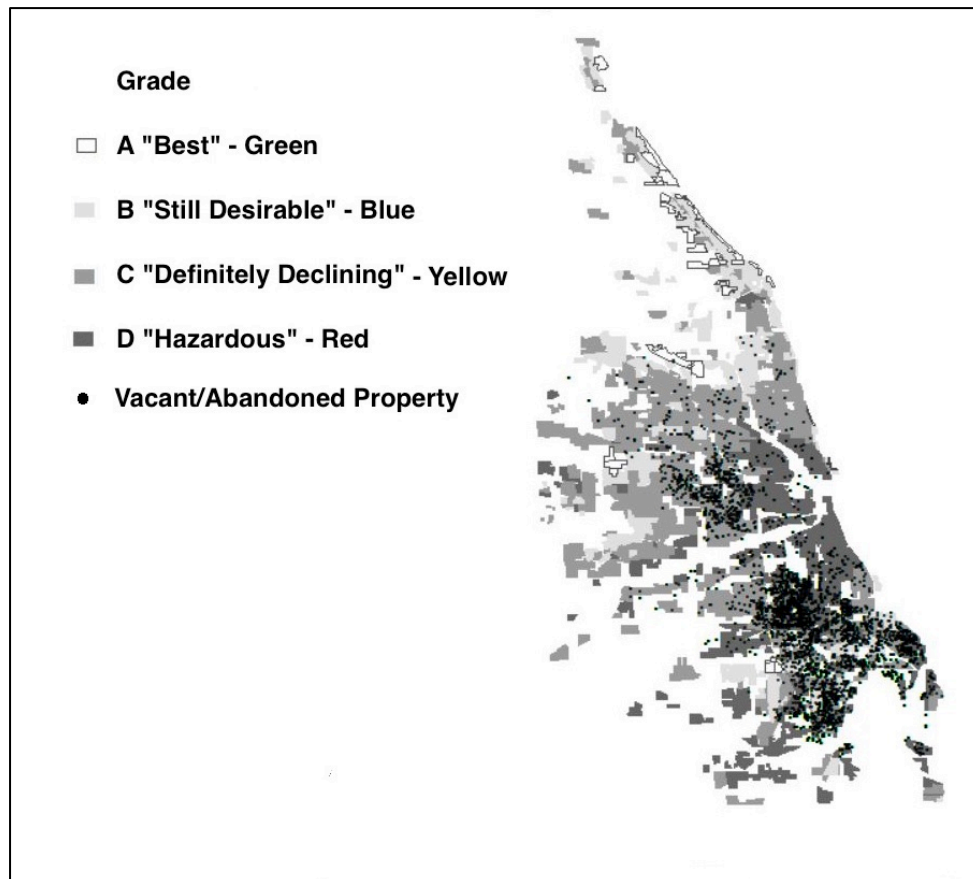 Grade
A "Best" - Green
B "Still Desirable" - Blue
C "Definitely Declining" - Yellow
D "Hazardous" - Red
Vacant/Abandoned Property